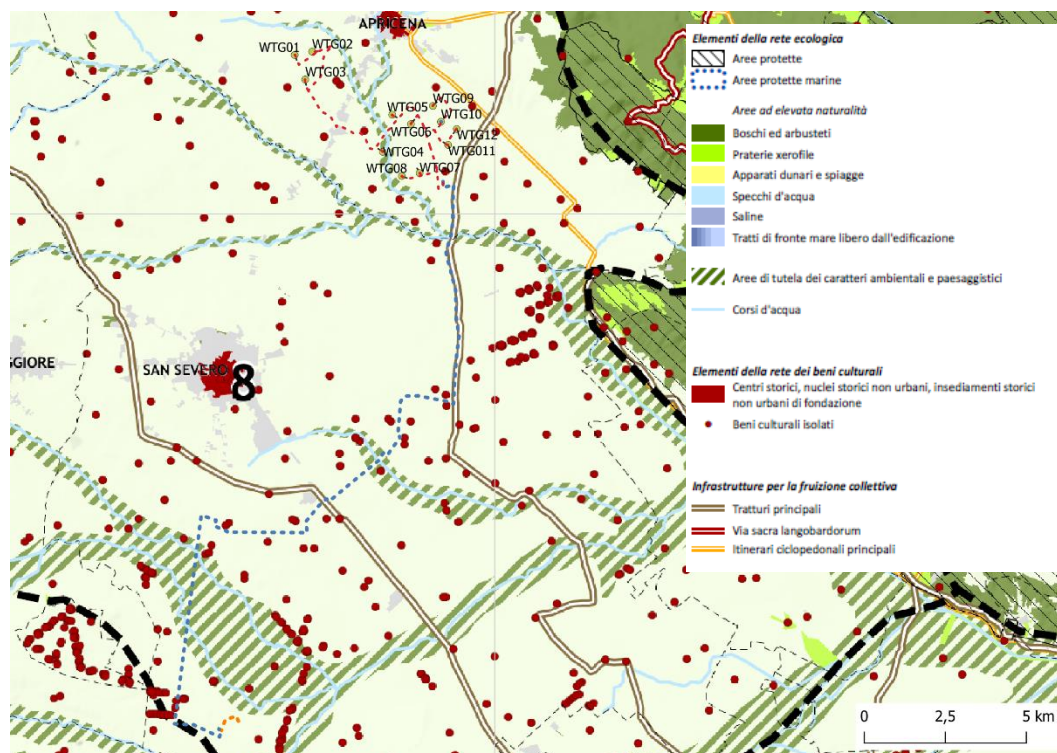 APRICENA
WTG01
WTG02
WTG03
WTG09
WTG05
WTG10
WTG06
WTG12
WTG04
WTG011
WTG08
WTG07
GGIORE
SAN SEVERO
8
Elementi della rete ecologica
Aree protette
Aree protette marine
Aree ad elevata naturalità
Boschi ed arbusteti
Praterie xerofile
Apparati dunari e spiagge
Specchi d'acqua
Saline
Tratti di fronte mare libero dall'edificazione
Aree di tutela dei caratteri ambientali e paesaggistici
Corsi d'acqua
Elementi della rete dei beni culturali
Centri storici, nuclei storici non urbani, insediamenti storici
non urbani di fondazione
Beni culturali isolati
Infrastrutture per la fruizione collettiva
Tratturi principali
Via sacra langobardorum
Itinerari ciclopedonali principali
0 2,5 5 km